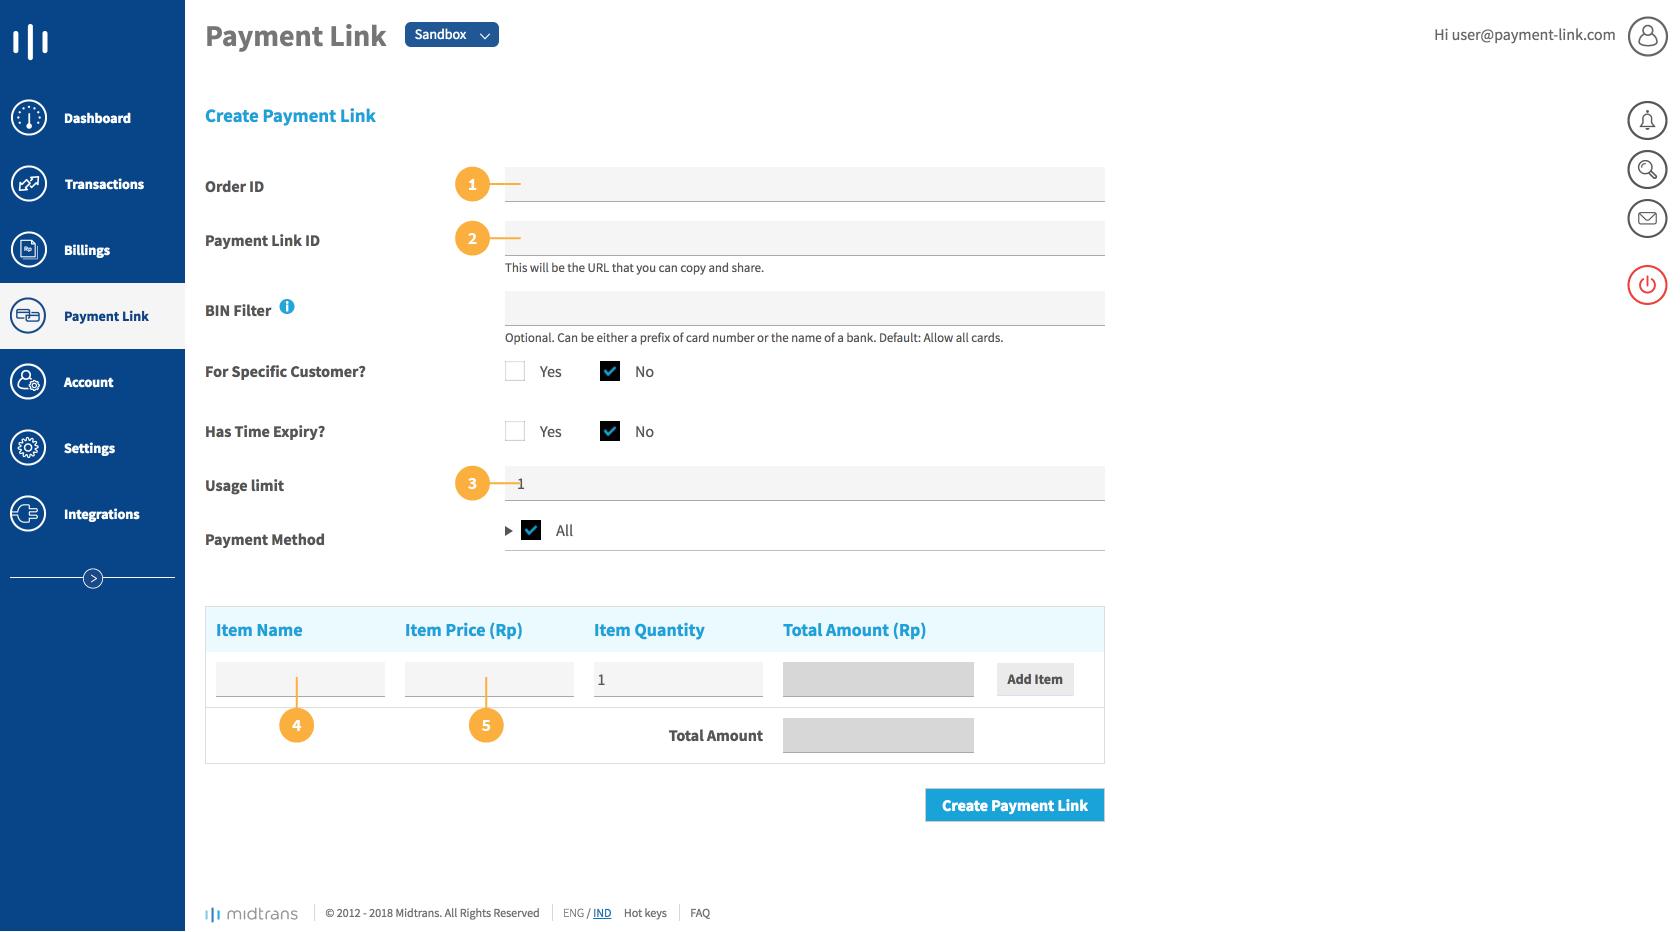 Payment Link
Sandbox
Hi user@payment-link.com
Dashboard
Transactions
Rp
Billings
Payment Link
Account
Settings
Integrations
Create Payment Link
Order ID
1
Payment Link ID
2
This will be the URL that you can copy and share.
BIN Filter i
Optional. Can be either a prefix of card number or the name of a bank. Default: Allow all cards.
For Specific Customer? Yes No
Has Time Expiry? Yes No
Usage limit 3 1
Payment Method All
Item Name Item Price (Rp) Item Quantity Total Amount (Rp)
1 Add Item
4 5 Total Amount
Create Payment Link
midtrans © 2012 - 2018 Midtrans. All Rights Reserved ENG / IND Hot keys FAQ